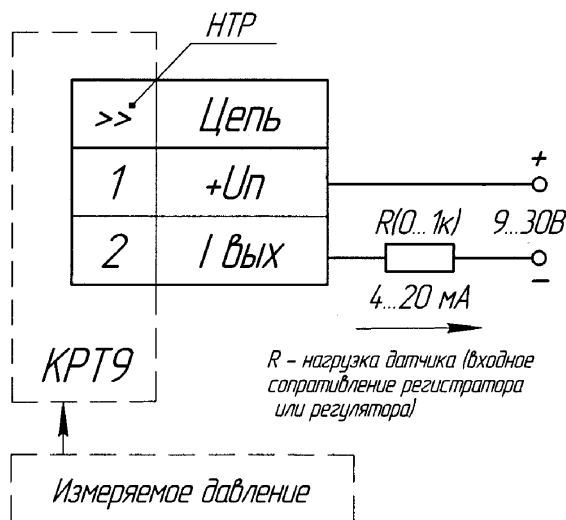 НТР
>> Цепь
1 +Uп
2 I вых
R(0...1к)
4...20 мА
+
9...30В
−
КРТ9
R – нагрузка датчика (входное
сопративление регистратора
или регулятора)
Измеряемое давление